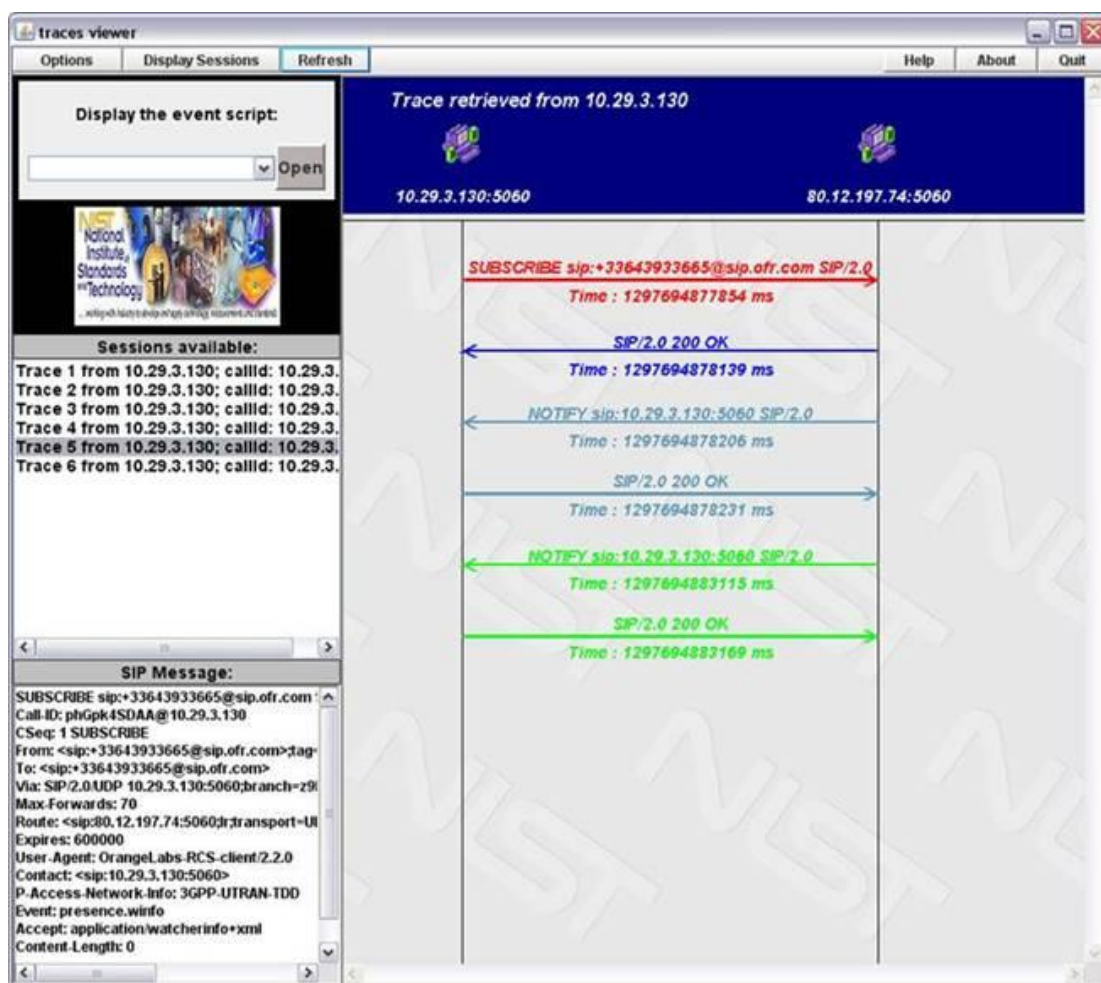 traces viewer
Options Display Sessions Refresh Help About Quit
Display the event script:
Open
NIST
National
Institute of
Standards
and Technology
Sessions available:
Trace 1 from 10.29.3.130; callId: 10.29.3.
Trace 2 from 10.29.3.130; callId: 10.29.3.
Trace 3 from 10.29.3.130; callId: 10.29.3.
Trace 4 from 10.29.3.130; callId: 10.29.3.
Trace 5 from 10.29.3.130; callId: 10.29.3.
Trace 6 from 10.29.3.130; callId: 10.29.3.
SIP Message:
SUBSCRIBE sip:+33643933665@sip.ofr.com
Call-ID: phGpk4SDAA@10.29.3.130
CSeq: 1 SUBSCRIBE
From: <sip:+33643933665@sip.ofr.com>;tag=
To: <sip:+33643933665@sip.ofr.com>
Via: SIP/2.0/UDP 10.29.3.130:5060;branch=z9
Max-Forwards: 70
Route: <sip:80.12.197.74:5060;lr;transport=U
Expires: 600000
User-Agent: OrangeLabs-RCS-client/2.2.0
Contact: <sip:10.29.3.130:5060>
P-Access-Network-Info: 3GPP-UTRAN-TDD
Event: presence.winfo
Accept: application/watcherinfo+xml
Content-Length: 0
Trace retrieved from 10.29.3.130
10.29.3.130:5060 80.12.197.74:5060
SUBSCRIBE sip:+33643933665@sip.ofr.com SIP/2.0
Time : 1297694877854 ms
SIP/2.0 200 OK
Time : 1297694878139 ms
NOTIFY sip:10.29.3.130:5060 SIP/2.0
Time : 1297694878206 ms
SIP/2.0 200 OK
Time : 1297694878231 ms
NOTIFY sip:10.29.3.130:5060 SIP/2.0
Time : 1297694883115 ms
SIP/2.0 200 OK
Time : 1297694883169 ms